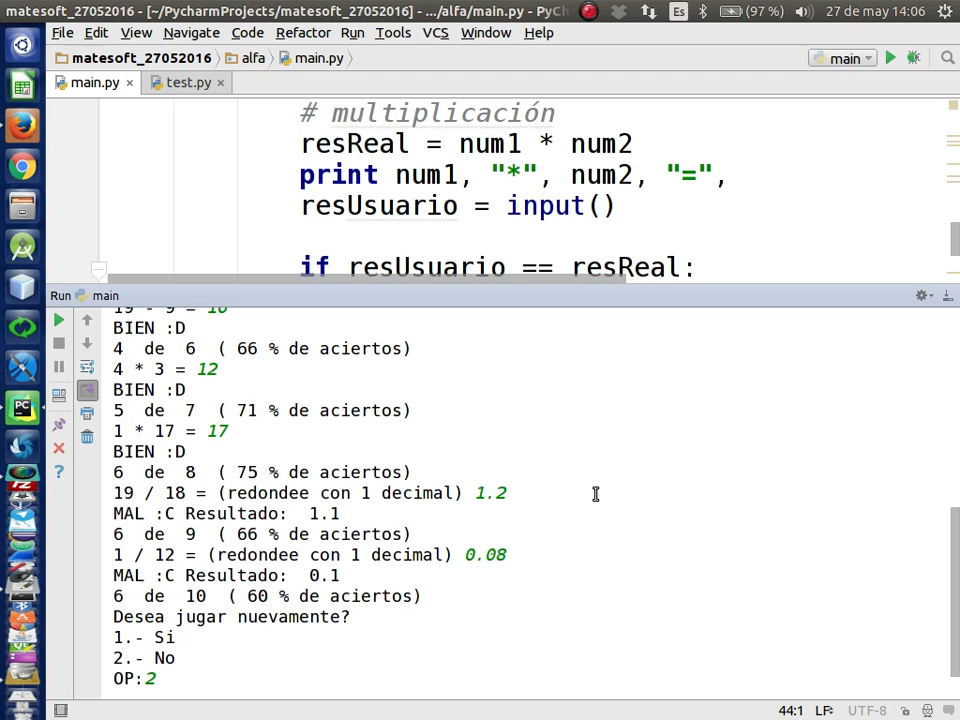 matesoft_27052016 - [~/PycharmProjects/matesoft_27052016] - .../alfa/main.py - PyCh
Es (97 %) 27 de may 14:06
File Edit View Navigate Code Refactor Run Tools VCS Window Help
matesoft_27052016 alfa main.py main
main.py × test.py ×
# multiplicación
resReal = num1 * num2
print num1, "*", num2, "=",
resUsuario = input()
if resUsuario == resReal:
Run main
19 - 9 = 10
BIEN :D
4 de 6 ( 66 % de aciertos)
4 * 3 = 12
BIEN :D
5 de 7 ( 71 % de aciertos)
1 * 17 = 17
BIEN :D
6 de 8 ( 75 % de aciertos)
19 / 18 = (redondee con 1 decimal) 1.2
MAL :C Resultado: 1.1
6 de 9 ( 66 % de aciertos)
1 / 12 = (redondee con 1 decimal) 0.08
MAL :C Resultado: 0.1
6 de 10 ( 60 % de aciertos)
Desea jugar nuevamente?
1.- Si
2.- No
OP:2
PC
44:1 LF÷ UTF-8